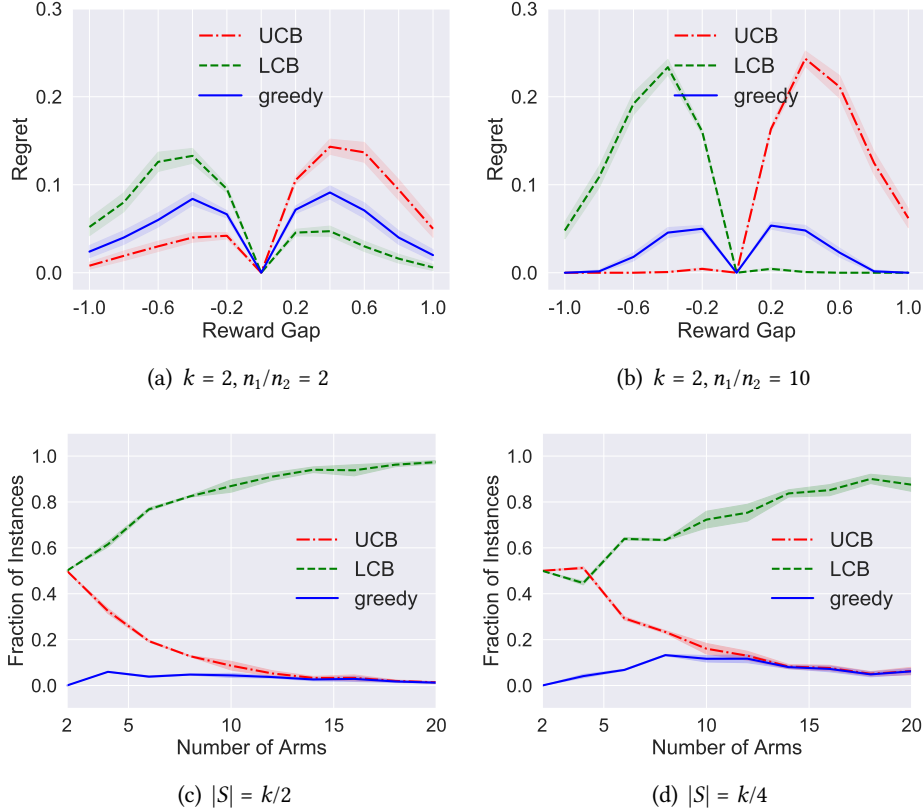 0.3
0.2
0.1
0.0
Regret
UCB
LCB
greedy
-1.0 -0.6 -0.2 0.2 0.6 1.0
Reward Gap
(a) k = 2, n1/n2 = 2
0.3
0.2
0.1
0.0
Regret
UCB
LCB
greedy
-1.0 -0.6 -0.2 0.2 0.6 1.0
Reward Gap
(b) k = 2, n1/n2 = 10
1.0
0.8
0.6
0.4
0.2
0.0
Fraction of Instances
UCB
LCB
greedy
2 5 10 15 20
Number of Arms
(c) |S| = k/2
1.0
0.8
0.6
0.4
0.2
0.0
Fraction of Instances
UCB
LCB
greedy
2 5 10 15 20
Number of Arms
(d) |S| = k/4